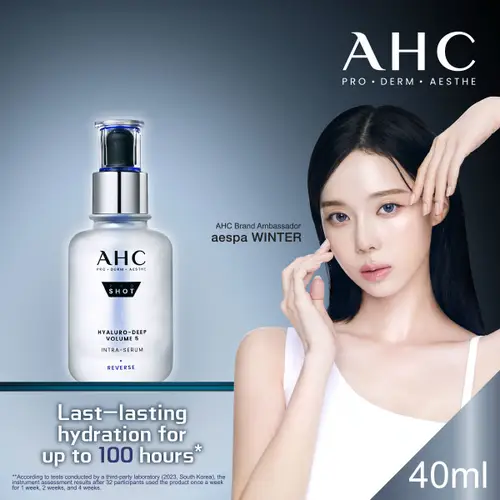 AHC
PRO • DERM • AESTHE
AHC Brand Ambassador
aespa WINTER
AHC
PRO • DERM • AESTHE
SHOT
HYALURO-DEEP
VOLUME 5
INTRA-SERUM
REVERSE
Last-lasting
hydration for
up to 100 hours*
**According to tests conducted by a third-party laboratory (2023, South Korea), the
instrument assessment results after 32 participants used the product once a week
for 1 week, 2 weeks, and 4 weeks.
40ml